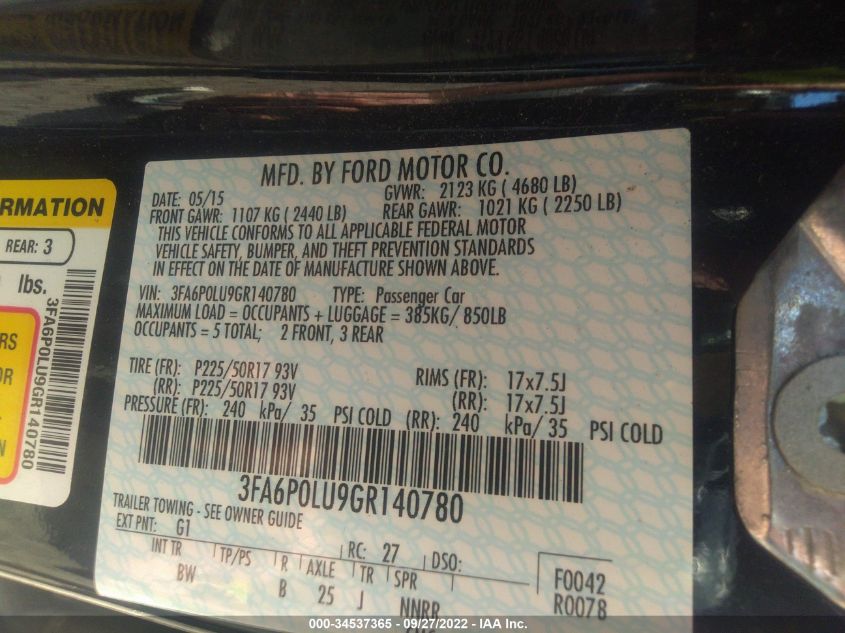 MFD. BY FORD MOTOR CO.
DATE: 05/15
GVWR: 2123 KG ( 4680 LB)
FRONT GAWR: 1107 KG ( 2440 LB)
REAR GAWR: 1021 KG ( 2250 LB)
THIS VEHICLE CONFORMS TO ALL APPLICABLE FEDERAL MOTOR
VEHICLE SAFETY, BUMPER, AND THEFT PREVENTION STANDARDS
IN EFFECT ON THE DATE OF MANUFACTURE SHOWN ABOVE.
VIN: 3FA6P0LU9GR140780 TYPE: Passenger Car
MAXIMUM LOAD = OCCUPANTS + LUGGAGE = 385KG/ 850LB
OCCUPANTS = 5 TOTAL; 2 FRONT, 3 REAR
TIRE (FR): P225/50R17 93V RIMS (FR): 17x7.5J
(RR): P225/50R17 93V (RR): 17x7.5J
PRESSURE (FR): 240 kPa/ 35 PSI COLD (RR): 240 kPa/ 35 PSI COLD
3FA6P0LU9GR140780
TRAILER TOWING - SEE OWNER GUIDE
EXT PNT: G1 RC: 27 DSO:
INT TR TP/PS R AXLE TR SPR F0042
BW B 25 J NNRR R0078
RMATION
REAR: 3
lbs.
RS
OR
N
3FA6P0LU9GR140780
000-34537365 - 09/27/2022 - IAA Inc.